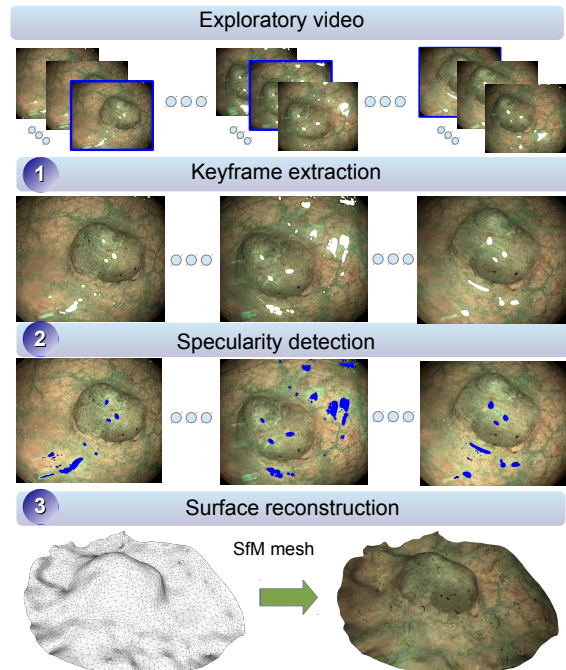 Exploratory video
1 Keyframe extraction
2 Specularity detection
3 Surface reconstruction
SfM mesh